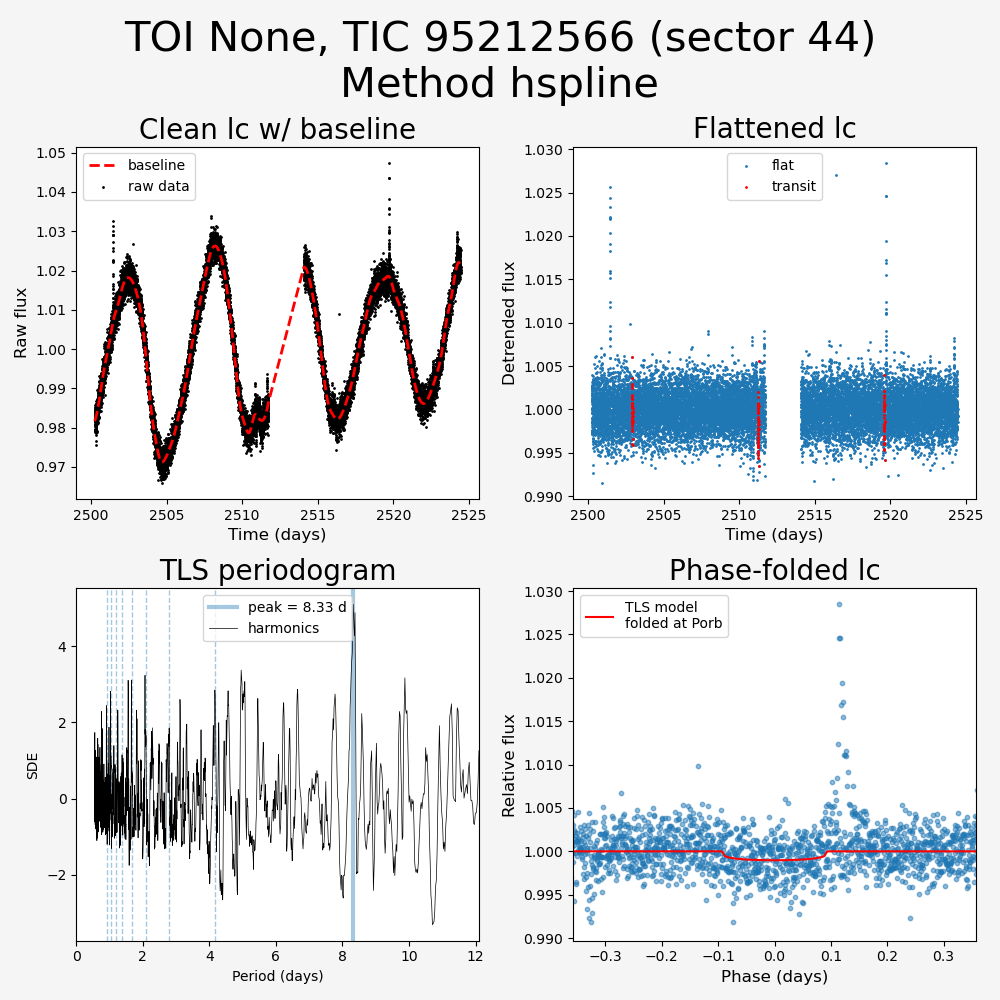 TOI None, TIC 95212566 (sector 44)
Method hspline
Clean lc w/ baseline
Raw flux
1.05
1.04
1.03
1.02
1.01
1.00
0.99
0.98
0.97
baseline
raw data
2500
2505
2510
2515
2520
2525
Time (days)
Flattened lc
Detrended flux
1.030
1.025
1.020
1.015
1.010
1.005
1.000
0.995
0.990
flat
transit
2500
2505
2510
2515
2520
2525
Time (days)
TLS periodogram
SDE
4
2
0
−2
peak = 8.33 d
harmonics
0
2
4
6
8
10
12
Period (days)
Phase-folded lc
Relative flux
1.030
1.025
1.020
1.015
1.010
1.005
1.000
0.995
0.990
TLS model
folded at Porb
−0.3
−0.2
−0.1
0.0
0.1
0.2
0.3
Phase (days)